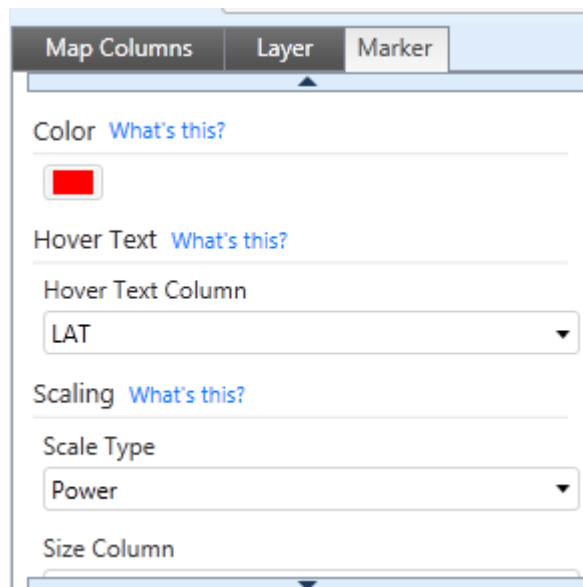 Map Columns Layer Marker
Color What's this?
Hover Text What's this?
Hover Text Column
LAT
Scaling What's this?
Scale Type
Power
Size Column